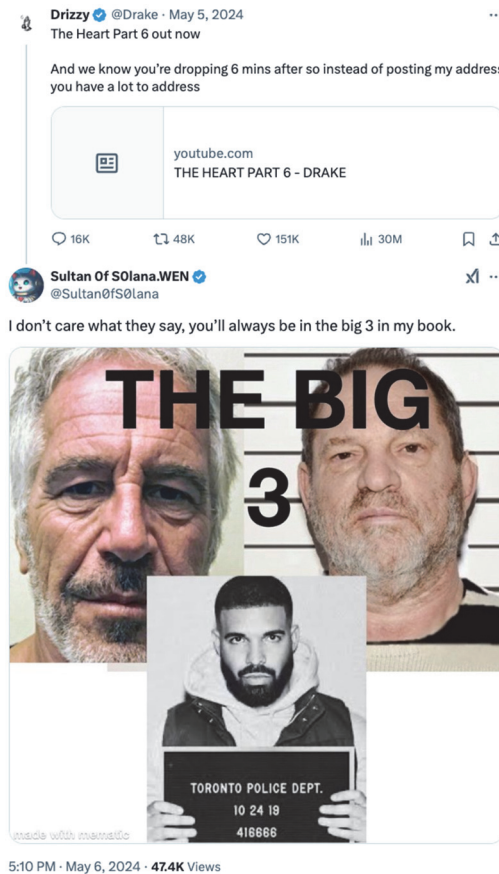 Drizzy @Drake · May 5, 2024
The Heart Part 6 out now
And we know you're dropping 6 mins after so instead of posting my address
you have a lot to address
youtube.com
THE HEART PART 6 - DRAKE
16K 48K 151K 30M
Sultan Of S0lana.WEN
@Sultan0fS0lana
I don't care what they say, you'll always be in the big 3 in my book.
THE BIG
3
TORONTO POLICE DEPT.
10 24 19
416666
made with mematic
5:10 PM · May 6, 2024 · 47.4K Views